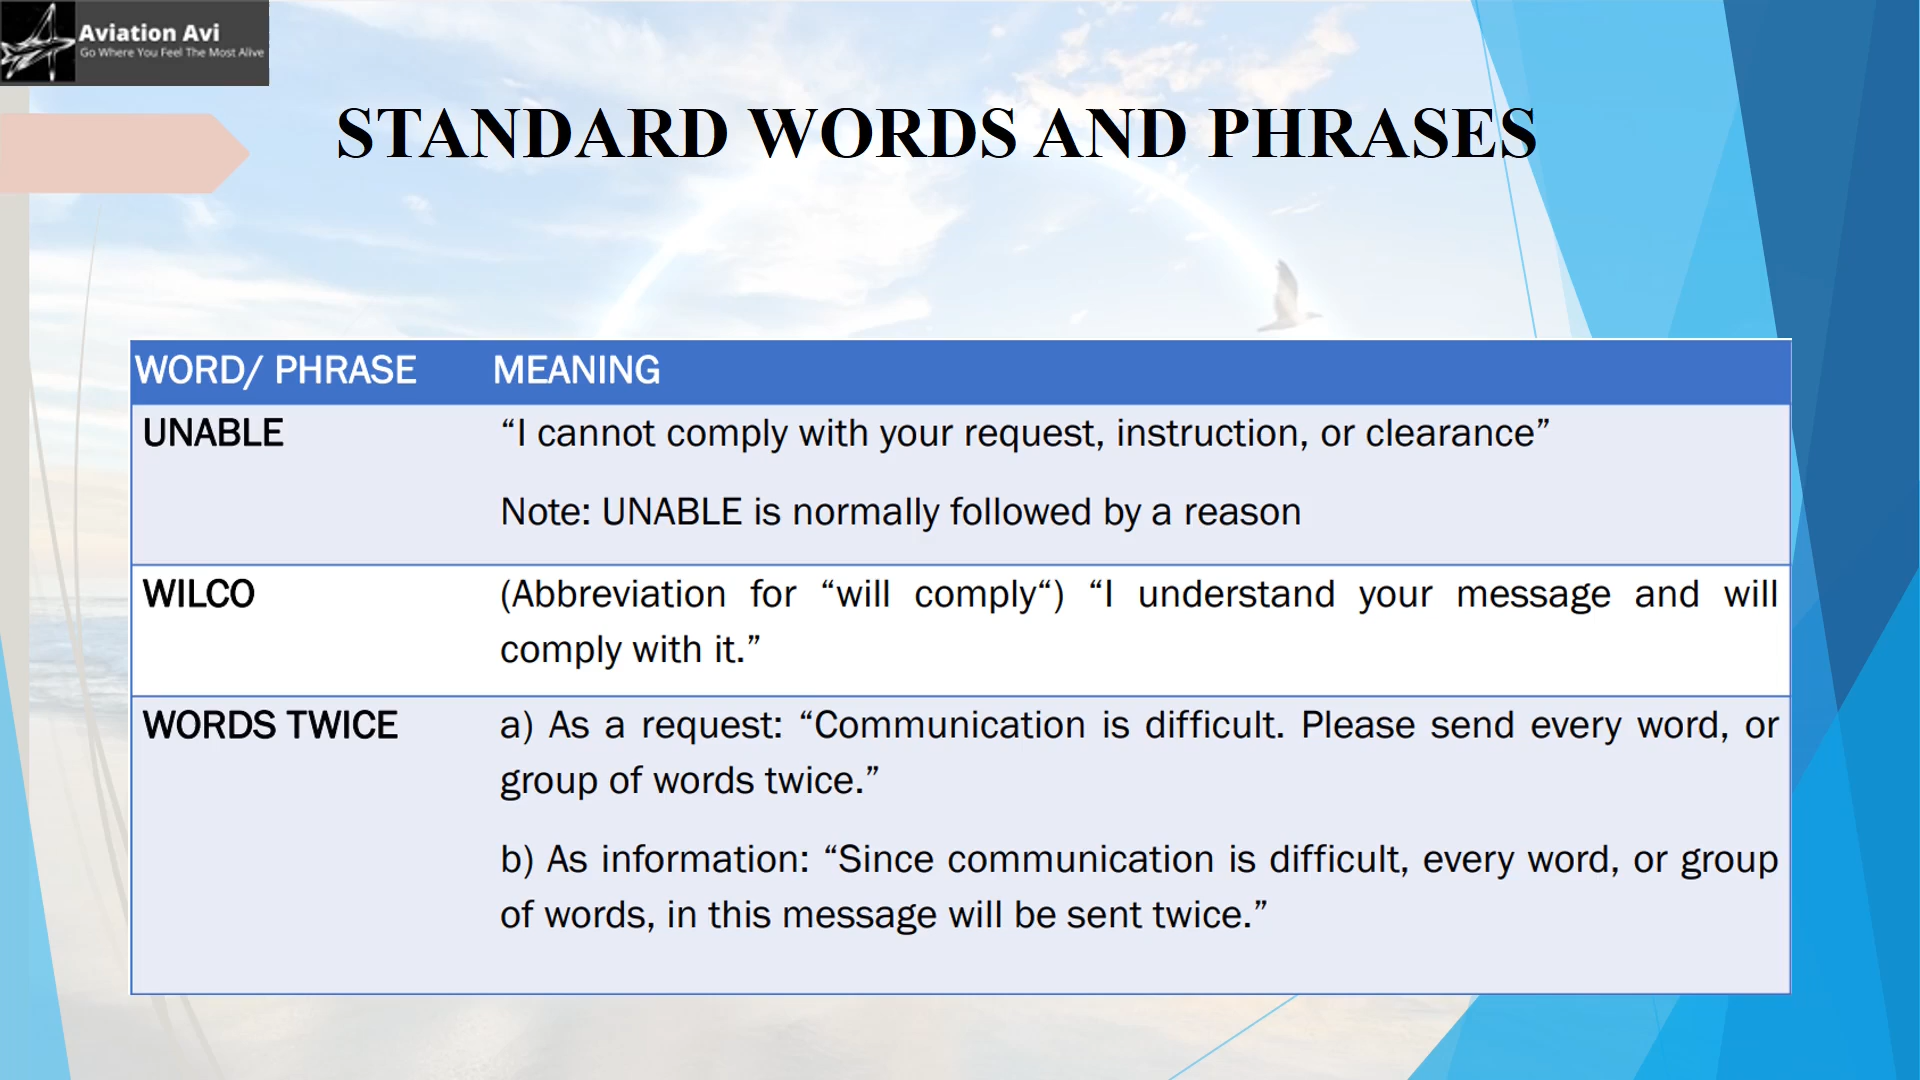 Aviation Avi
Go Where You Feel The Most Alive
STANDARD WORDS AND PHRASES
WORD/ PHRASE MEANING
UNABLE “I cannot comply with your request, instruction, or clearance”
Note: UNABLE is normally followed by a reason
WILCO (Abbreviation for “will comply“) “I understand your message and will
comply with it.”
WORDS TWICE a) As a request: “Communication is difficult. Please send every word, or
group of words twice.”
b) As information: “Since communication is difficult, every word, or group
of words, in this message will be sent twice.”